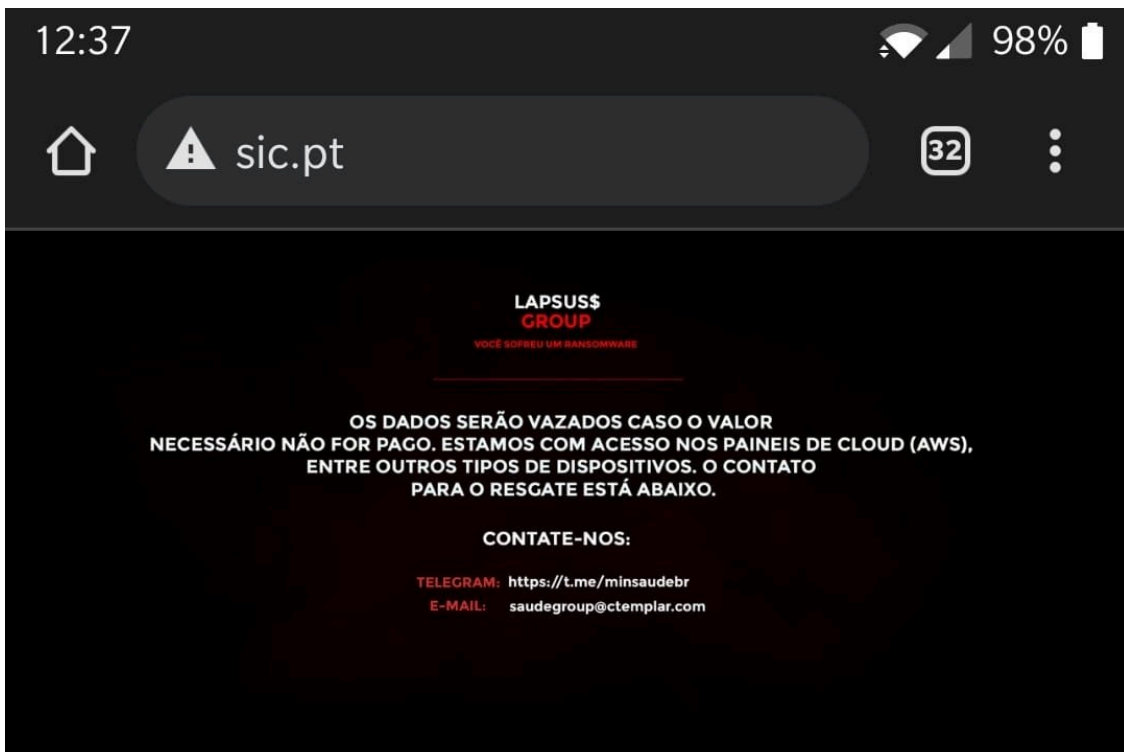 12:37
98%
sic.pt
32
LAPSUS$
GROUP
VOCÊ SOFREU UM RANSOMWARE
OS DADOS SERÃO VAZADOS CASO O VALOR
NECESSÁRIO NÃO FOR PAGO. ESTAMOS COM ACESSO NOS PAINEIS DE CLOUD (AWS),
ENTRE OUTROS TIPOS DE DISPOSITIVOS. O CONTATO
PARA O RESGATE ESTÁ ABAIXO.
CONTATE-NOS:
TELEGRAM: https://t.me/minsaudebr
E-MAIL: saudegroup@ctemplar.com